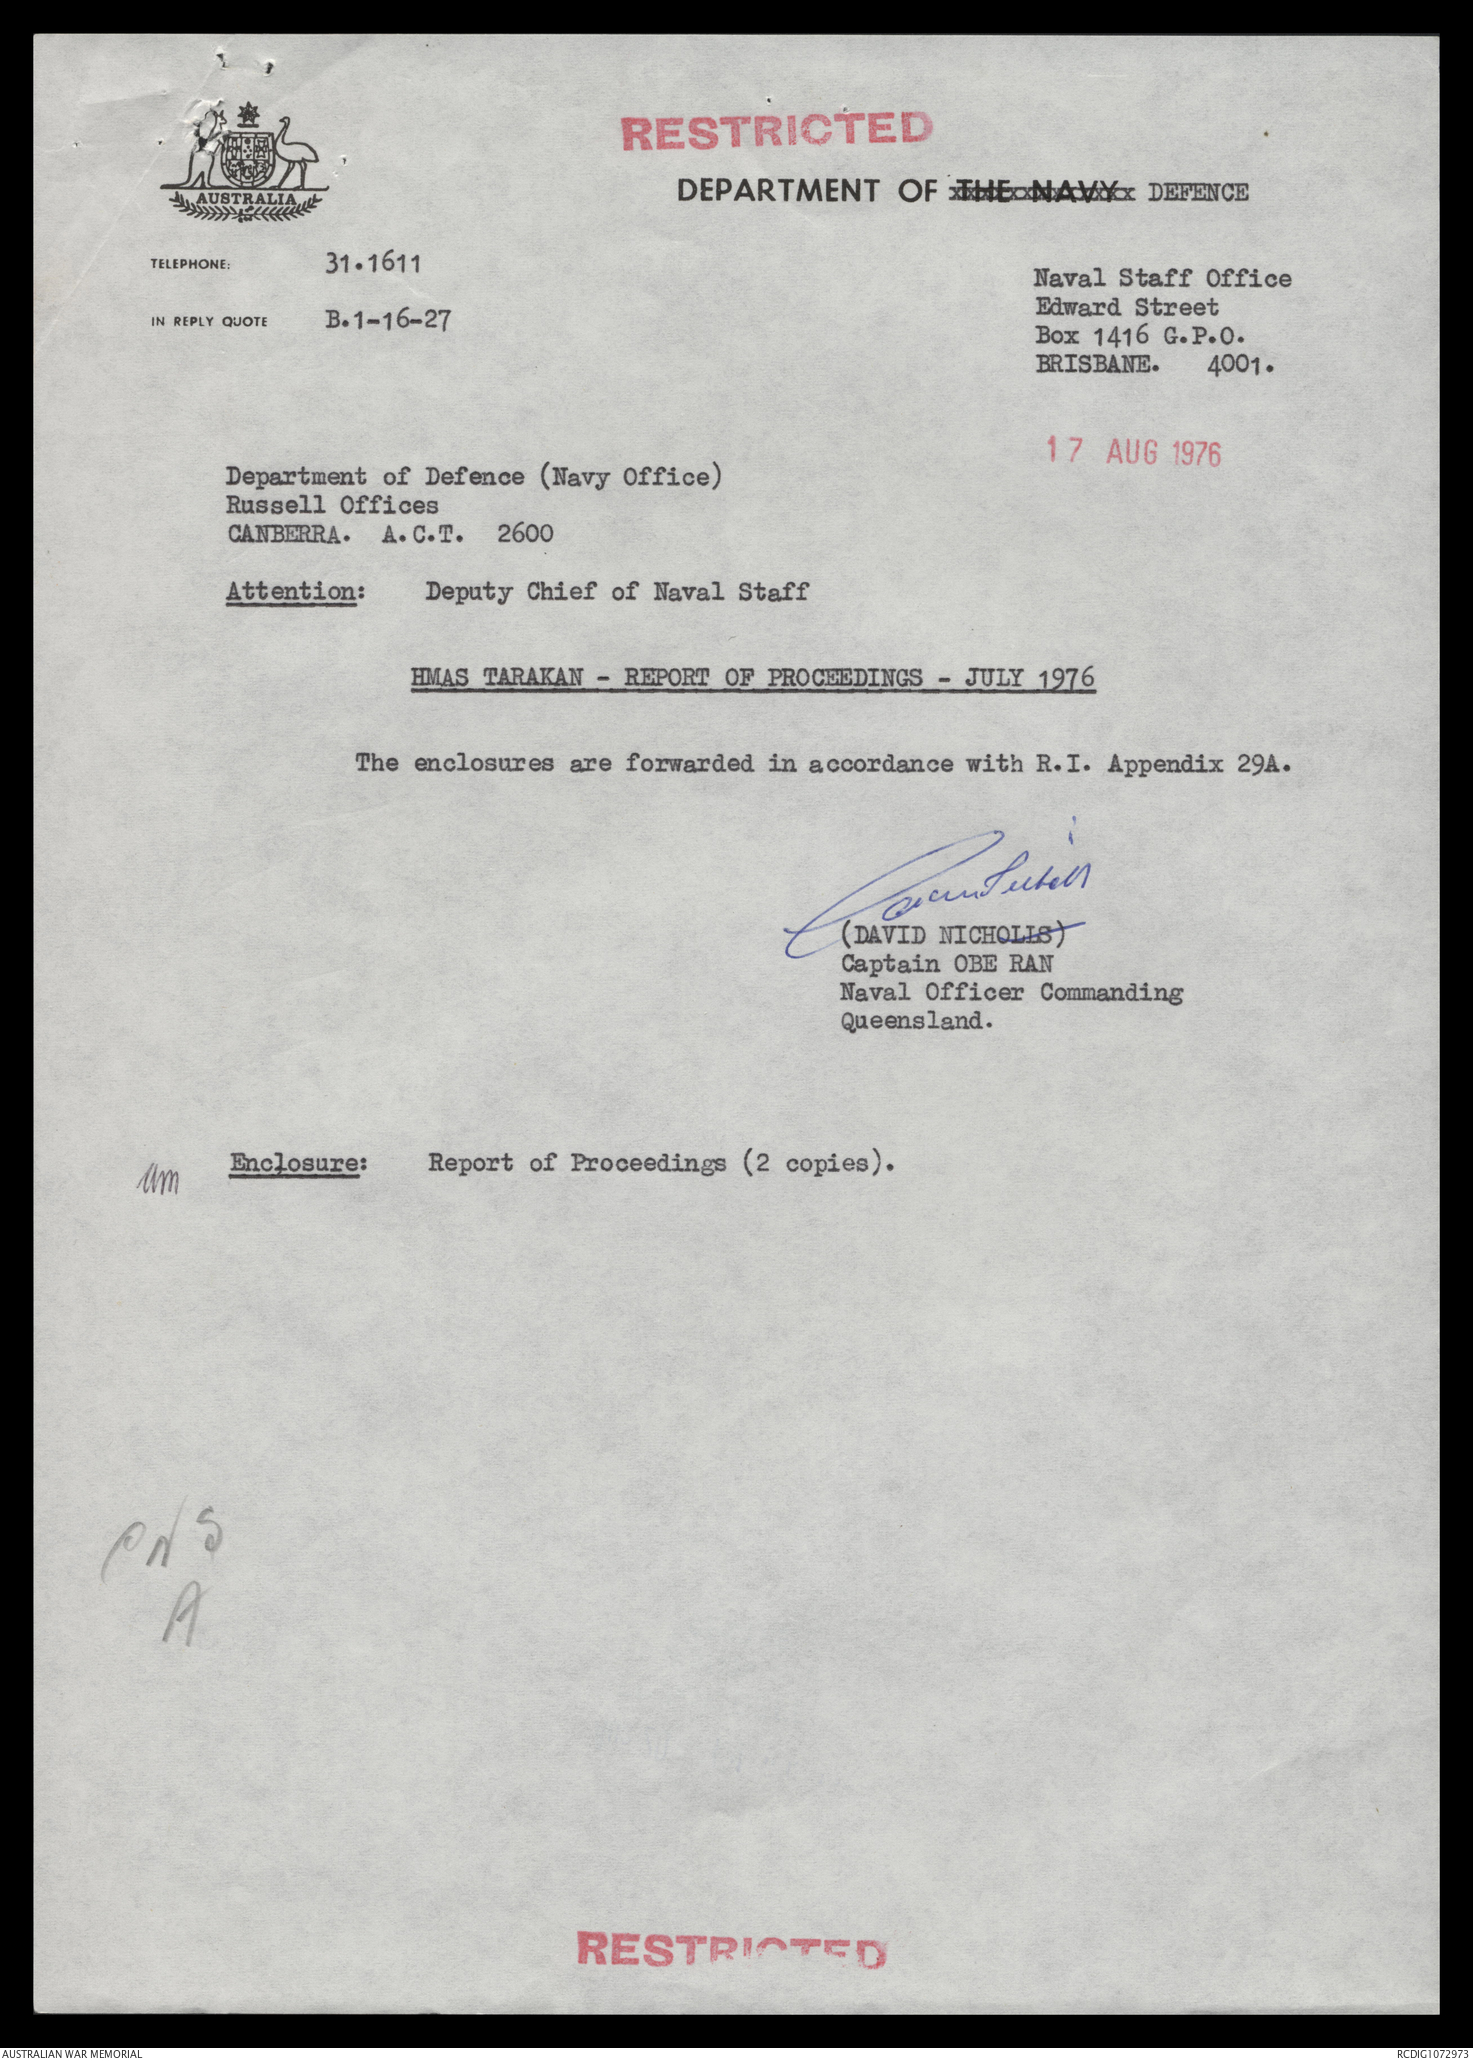 RESTRICTED
AUSTRALIA
DEPARTMENT OF THE NAVY DEFENCE
TELEPHONE: 31.1611
IN REPLY QUOTE B.1-16-27
Naval Staff Office
Edward Street
Box 1416 G.P.O.
BRISBANE. 4001.
17 AUG 1976
Department of Defence (Navy Office)
Russell Offices
CANBERRA. A.C.T. 2600
Attention: Deputy Chief of Naval Staff
HMAS TARAKAN - REPORT OF PROCEEDINGS - JULY 1976
The enclosures are forwarded in accordance with R.I. Appendix 29A.
(DAVID NICHOLLS)
Captain OBE RAN
Naval Officer Commanding
Queensland.
Enclosure: Report of Proceedings (2 copies).
RESTRICTED
AUSTRALIAN WAR MEMORIAL
RCDIG1072973